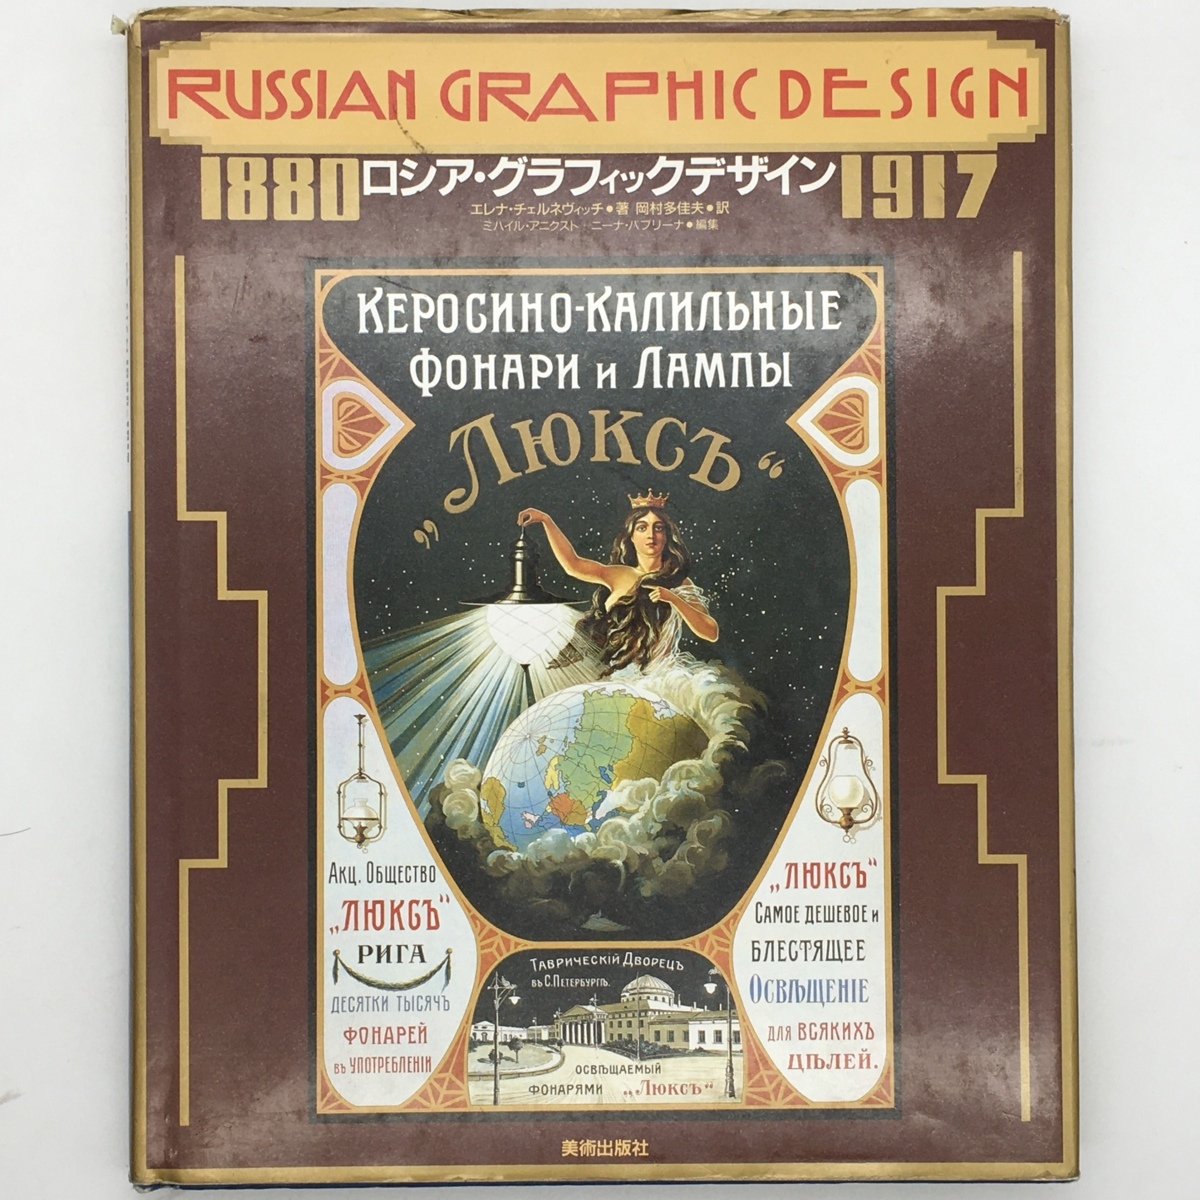 RUSSIAN GRAPHIC DESIGN
1880 ロシア・グラフィックデザイン 1917
エレナ・チェルネヴィッチ●著 岡村多佳夫●訳
ミハイル・アニクスト ニーナ・バブリーナ●編集
Керосино-Калильные
фонари и Лампы
„Люксъ“
Акц. Общество
„Люксъ“
Рига
Десятки тысячъ
фонарей
въ употребленіи
„Люксъ“
Самое дешевое и
блестящее
Освѣщеніе
для всякихъ
цѣлей.
Таврическій Дворецъ
въ С. Петербургѣ.
освѣщаемый
фонарями „Люксъ“
美術出版社